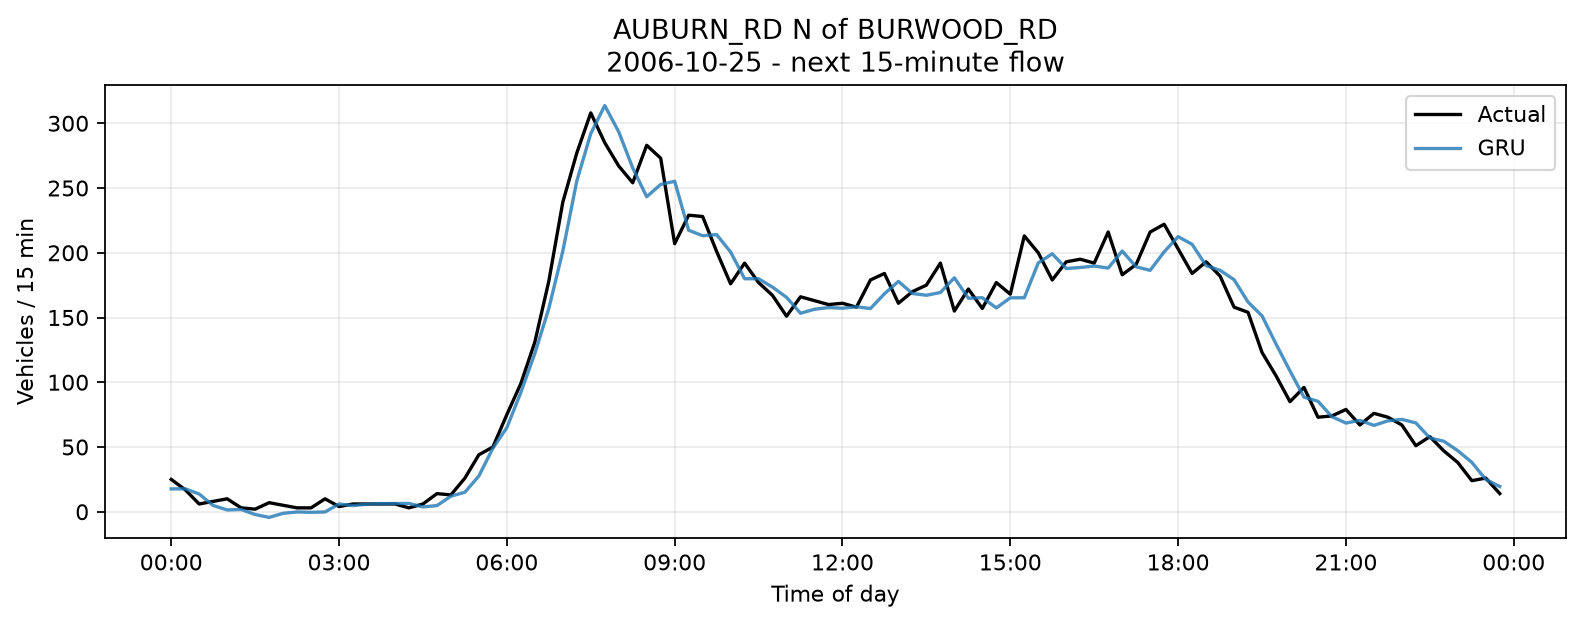 AUBURN_RD N of BURWOOD_RD
2006-10-25 - next 15-minute flow
Vehicles / 15 min
300
250
200
150
100
50
0
Actual
GRU
00:00
03:00
06:00
09:00
12:00
15:00
18:00
21:00
00:00
Time of day